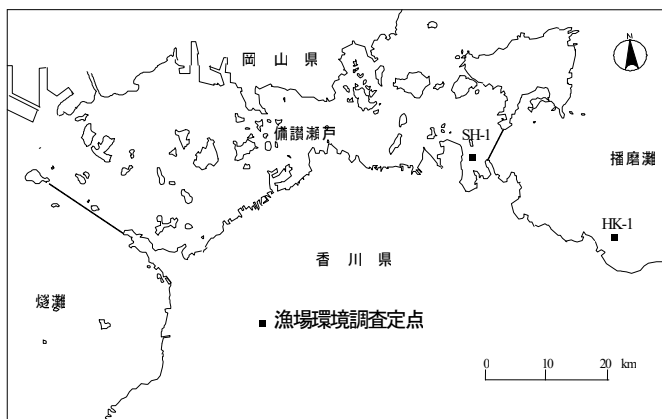 N
岡 山 県
備讃瀬戸
SH-1
播磨灘
HK-1
香 川 県
燧灘
■ 漁場環境調査定点
0 10 20 km